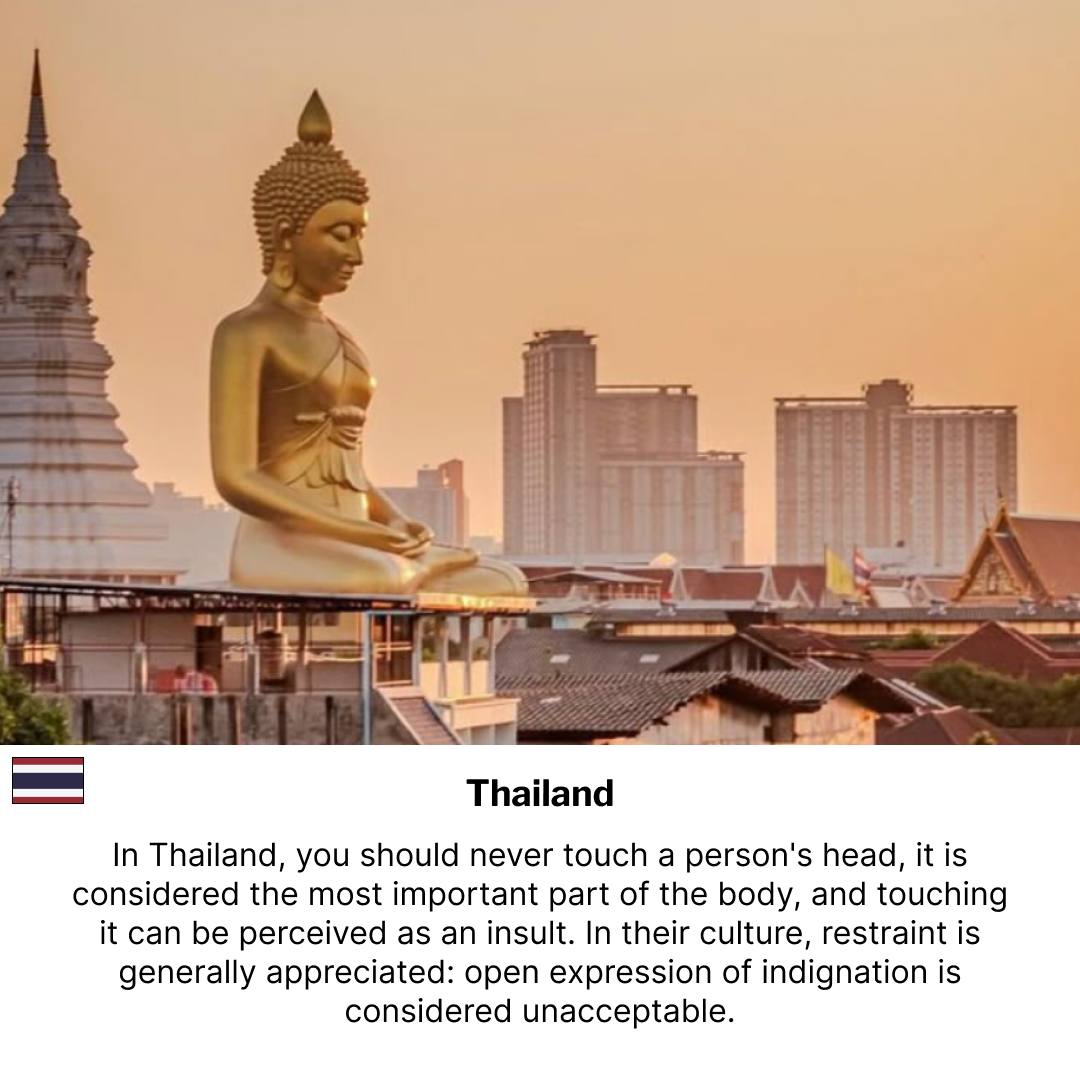 Thailand
In Thailand, you should never touch a person's head, it is
considered the most important part of the body, and touching
it can be perceived as an insult. In their culture, restraint is
generally appreciated: open expression of indignation is
considered unacceptable.